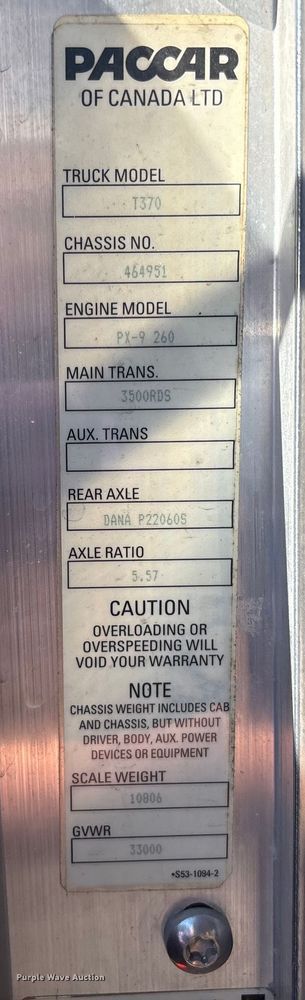 PACCAR
OF CANADA LTD
TRUCK MODEL
T370
CHASSIS NO.
464951
ENGINE MODEL
PX-9 260
MAIN TRANS.
3500RDS
AUX. TRANS
REAR AXLE
DANA P22060S
AXLE RATIO
5.57
CAUTION
OVERLOADING OR
OVERSPEEDING WILL
VOID YOUR WARRANTY
NOTE
CHASSIS WEIGHT INCLUDES CAB
AND CHASSIS, BUT WITHOUT
DRIVER, BODY, AUX. POWER
DEVICES OR EQUIPMENT
SCALE WEIGHT
10806
GVWR
33000
•S53-1094-2
Purple Wave Auction